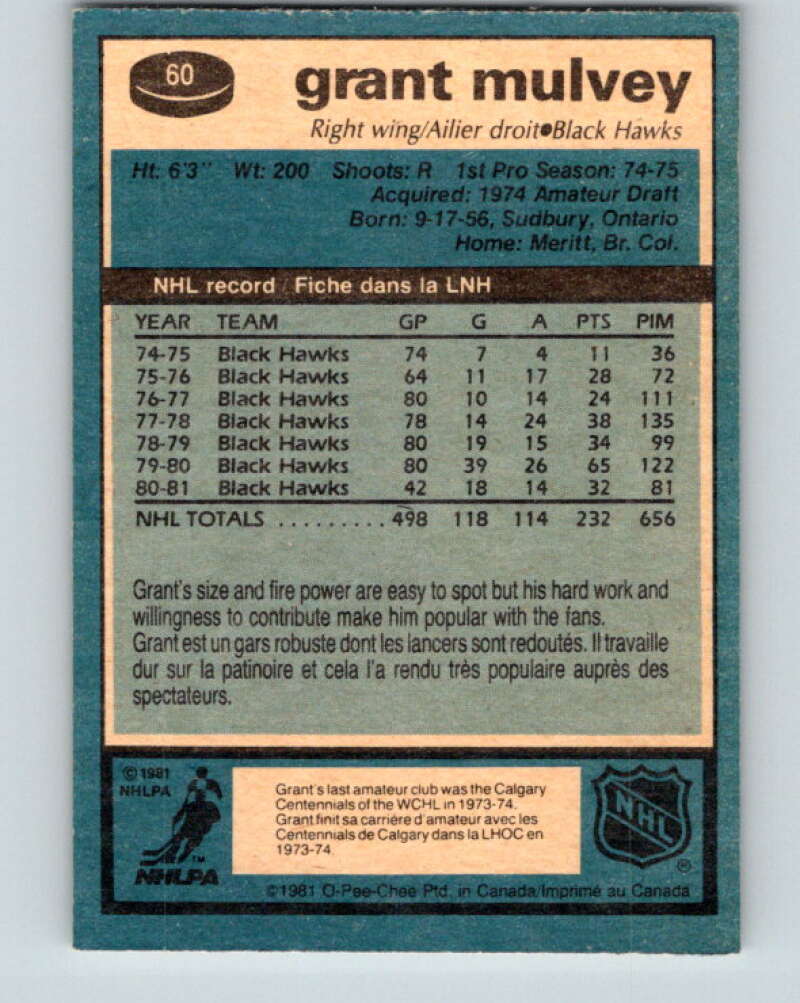 60
grant mulvey
Right wing/Ailier droit●Black Hawks
Ht: 6'3" Wt: 200 Shoots: R 1st Pro Season: 74-75
Acquired: 1974 Amateur Draft
Born: 9-17-56, Sudbury, Ontario
Home: Meritt, Br. Col.
NHL record / Fiche dans la LNH
YEAR TEAM GP G A PTS PIM
74-75 Black Hawks 74 7 4 11 36
75-76 Black Hawks 64 11 17 28 72
76-77 Black Hawks 80 10 14 24 111
77-78 Black Hawks 78 14 24 38 135
78-79 Black Hawks 80 19 15 34 99
79-80 Black Hawks 80 39 26 65 122
80-81 Black Hawks 42 18 14 32 81
NHL TOTALS .......... 498 118 114 232 656
Grant's size and fire power are easy to spot but his hard work and
willingness to contribute make him popular with the fans.
Grant est un gars robuste dont les lancers sont redoutés. Il travaille
dur sur la patinoire et cela l'a rendu très populaire auprès des
spectateurs.
© 1981
NHLPA
TM
NHLPA
Grant's last amateur club was the Calgary
Centennials of the WCHL in 1973-74.
Grant finit sa carrière d'amateur avec les
Centennials de Calgary dans la LHOC en
1973-74.
NHL
®
©1981 O-Pee-Chee Ptd. in Canada/Imprimé au Canada